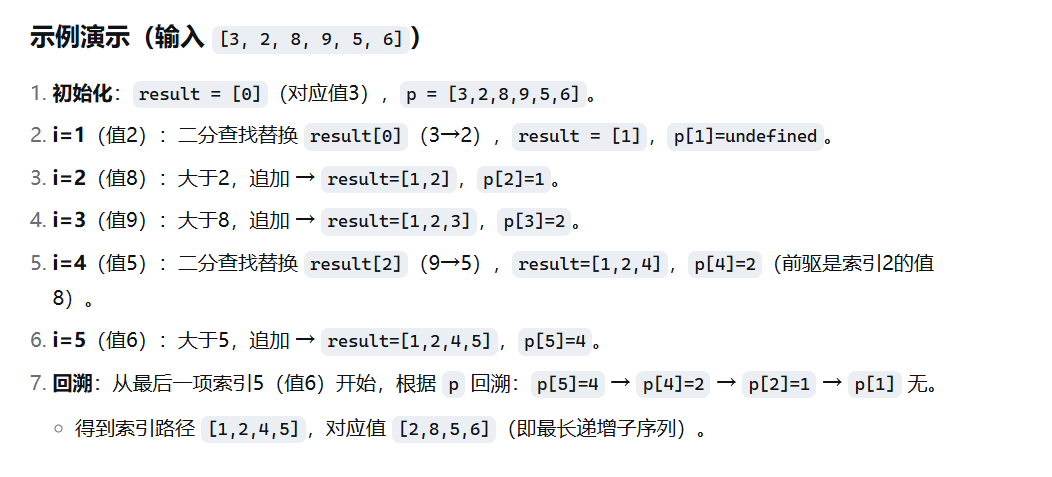 示例演示（输入 [3, 2, 8, 9, 5, 6]）
1. 初始化：result = [0]（对应值3），p = [3,2,8,9,5,6]。
2. i=1（值2）：二分查找替换 result[0]（3→2），result = [1]，p[1]=undefined。
3. i=2（值8）：大于2，追加 → result=[1,2]，p[2]=1。
4. i=3（值9）：大于8，追加 → result=[1,2,3]，p[3]=2。
5. i=4（值5）：二分查找替换 result[2]（9→5），result=[1,2,4]，p[4]=2（前驱是索引2的值
8）。
6. i=5（值6）：大于5，追加 → result=[1,2,4,5]，p[5]=4。
7. 回溯：从最后一项索引5（值6）开始，根据 p 回溯：p[5]=4 → p[4]=2 → p[2]=1 → p[1] 无。
○ 得到索引路径 [1,2,4,5]，对应值 [2,8,5,6]（即最长递增子序列）。